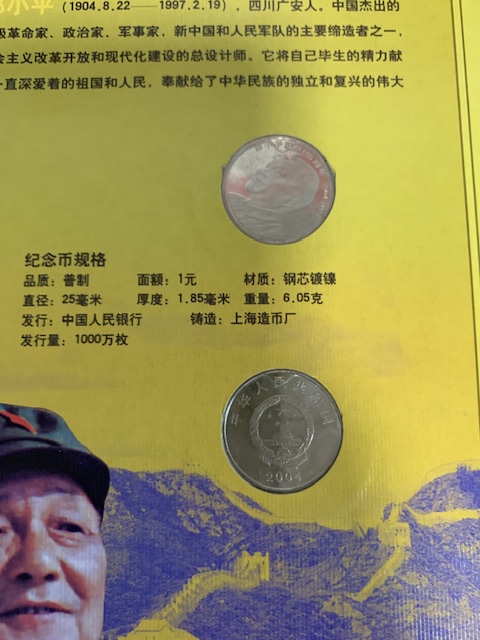 小平（1904.8.22——1997.2.19），四川广安人。中国杰出的
级革命家、政治家、军事家，新中国和人民军队的主要缔造者之一，
会主义改革开放和现代化建设的总设计师。它将自己毕生的精力献
直深爱着的祖国和人民，奉献给了中华民族的独立和复兴的伟大
纪念币规格
品质：普制 面额：1元 材质：钢芯镀镍
直径：25毫米 厚度：1.85毫米 重量：6.05克
发行：中国人民银行 铸造：上海造币厂
发行量：1000万枚
中华人民共和国
2004